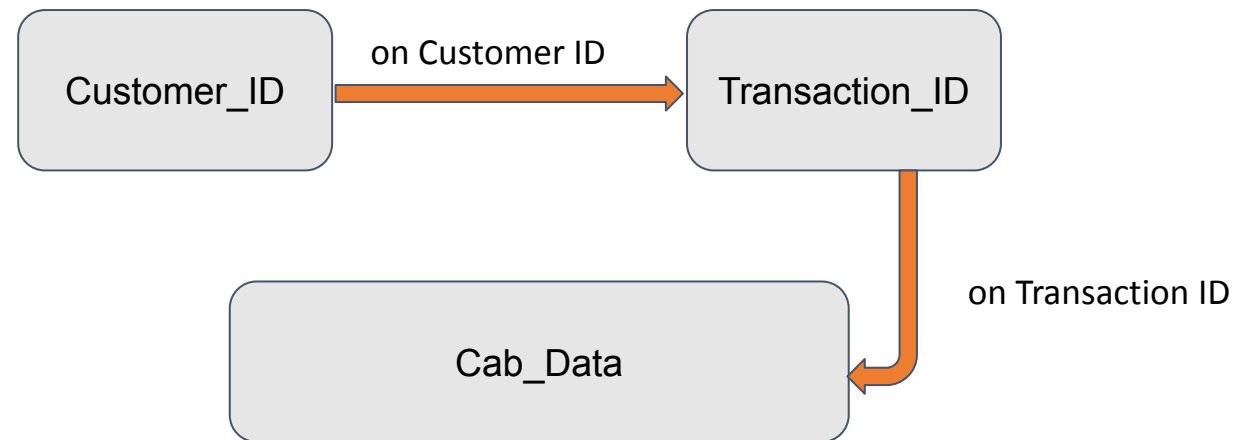 Customer_ID
on Customer ID
Transaction_ID
on Transaction ID
Cab_Data